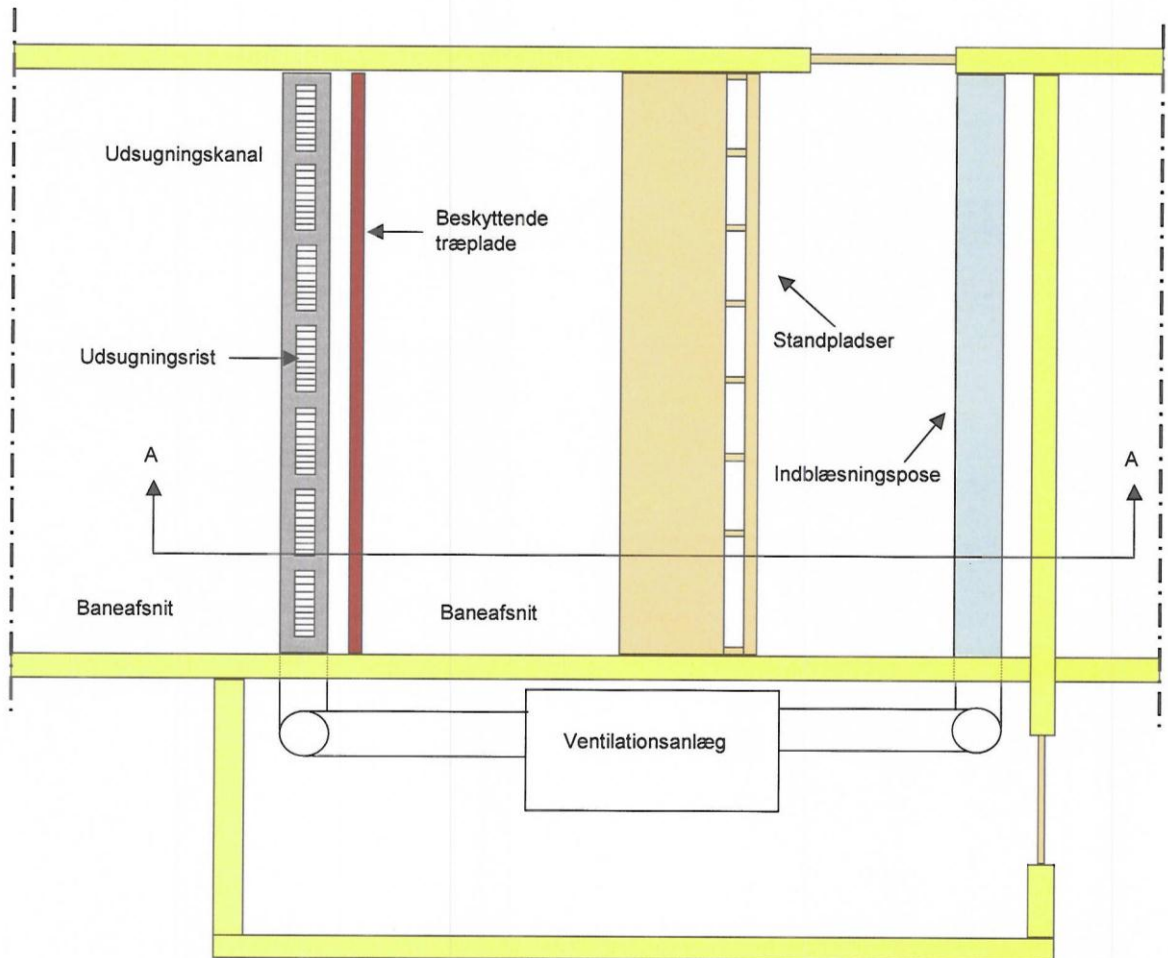 Udsugningskanal
Beskyttende
træplade
Udsugningsrist
Standpladser
A
A
Indblæsningspose
Baneafsnit
Baneafsnit
Ventilationsanlæg